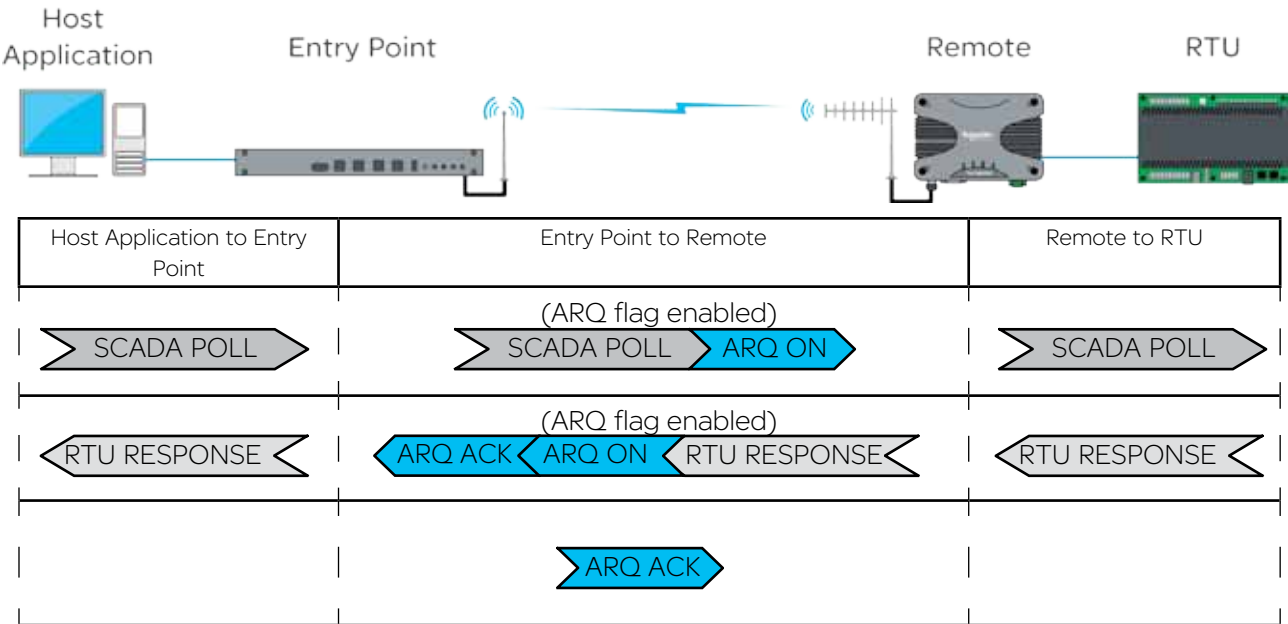 Host
Application
Entry Point
Remote
RTU
Host Application to Entry
Point
Entry Point to Remote
Remote to RTU
(ARQ flag enabled)
SCADA POLL
SCADA POLL
ARQ ON
SCADA POLL
(ARQ flag enabled)
RTU RESPONSE
ARQ ACK
ARQ ON
RTU RESPONSE
RTU RESPONSE
ARQ ACK